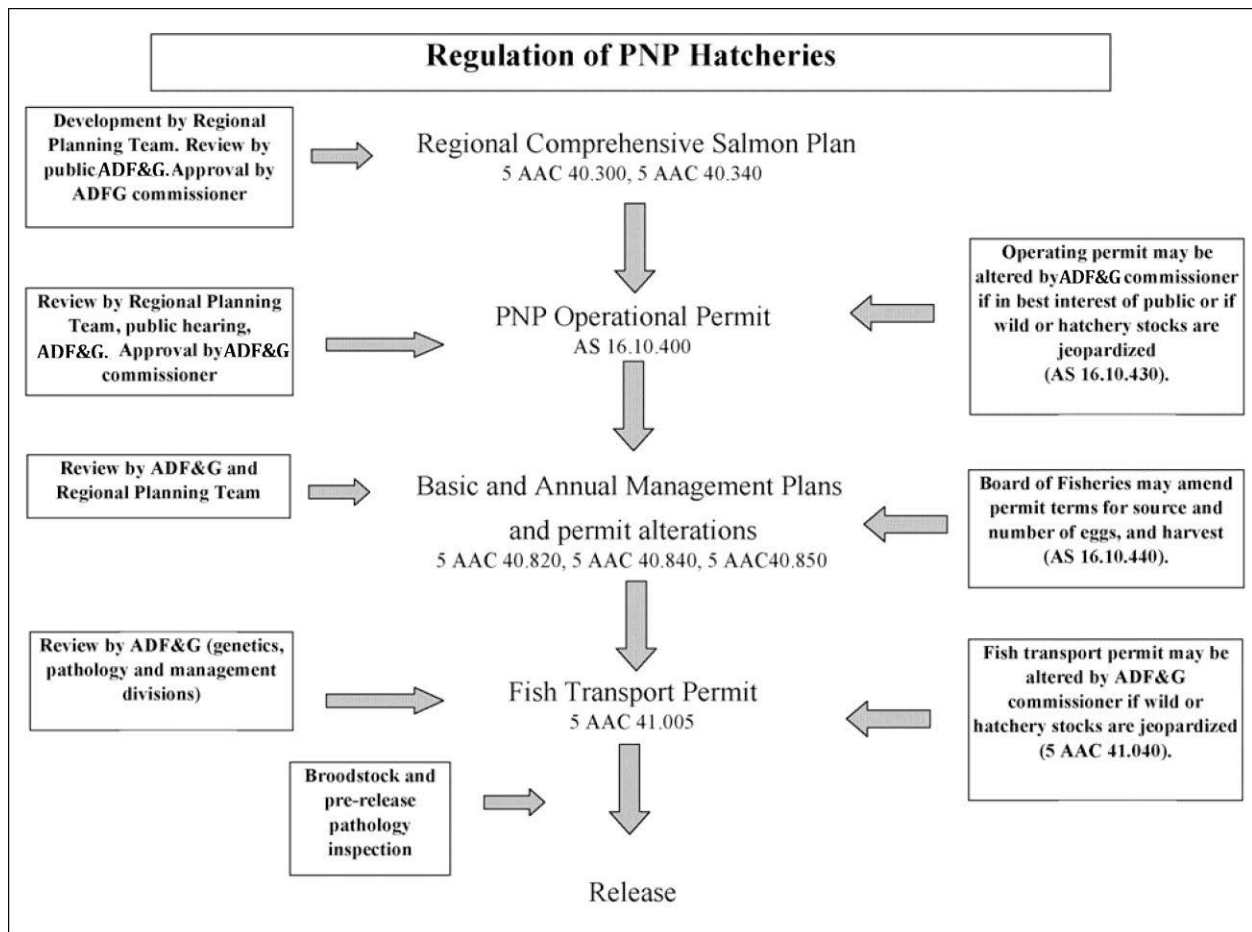 Regulation of PNP Hatcheries
Development by Regional
Planning Team. Review by
public ADF&G. Approval by
ADFG commissioner
Regional Comprehensive Salmon Plan
5 AAC 40.300, 5 AAC 40.340
Operating permit may be
altered by ADF&G commissioner
if in best interest of public or if
wild or hatchery stocks are
jeopardized
(AS 16.10.430).
Review by Regional Planning
Team, public hearing,
ADF&G. Approval by ADF&G
commissioner
PNP Operational Permit
AS 16.10.400
Review by ADF&G and
Regional Planning Team
Basic and Annual Management Plans
and permit alterations
5 AAC 40.820, 5 AAC 40.840, 5 AAC40.850
Board of Fisheries may amend
permit terms for source and
number of eggs, and harvest
(AS 16.10.440).
Review by ADF&G (genetics,
pathology and management
divisions)
Fish Transport Permit
5 AAC 41.005
Fish transport permit may be
altered by ADF&G
commissioner if wild or
hatchery stocks are jeopardized
(5 AAC 41.040).
Broodstock and
pre-release
pathology
inspection
Release